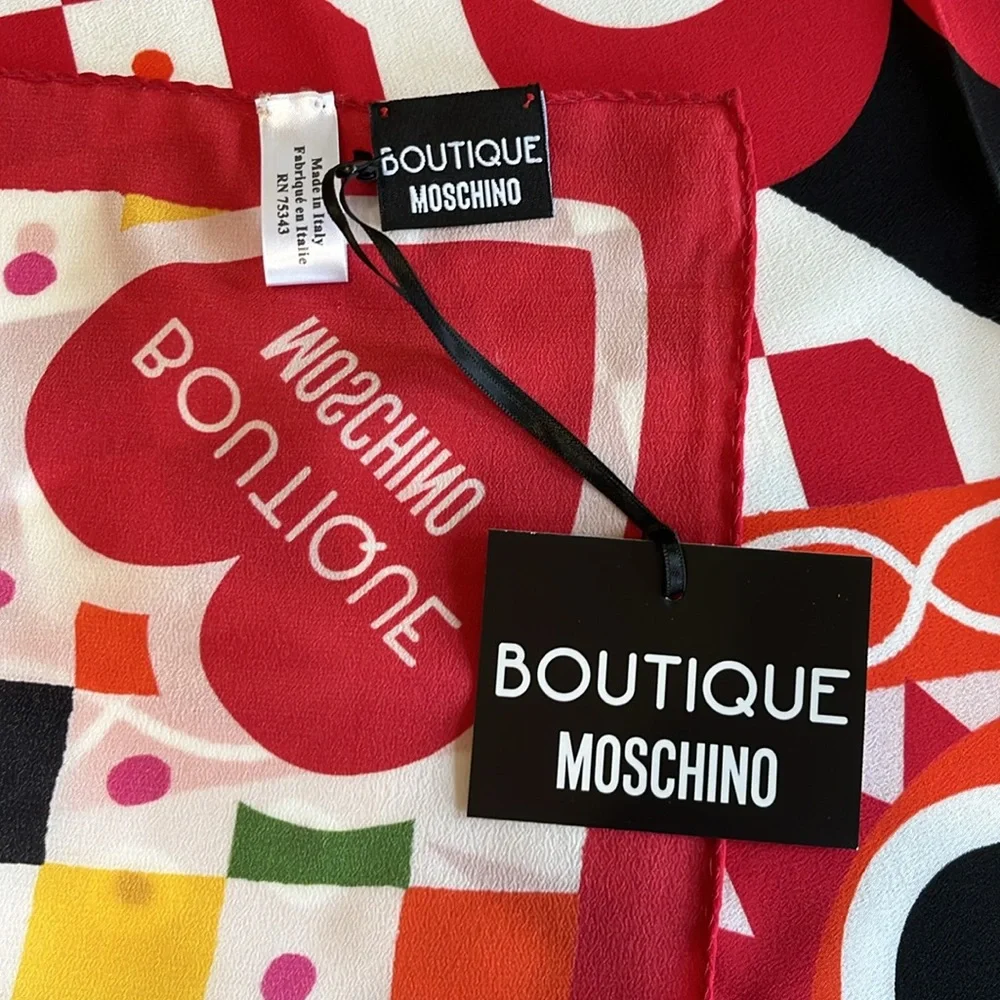 Made in Italy
Fabriqué en Italie
RN 75343
BOUTIQUE
MOSCHINO
MOSCHINO
BOUTIQUE
BOUTIQUE
MOSCHINO